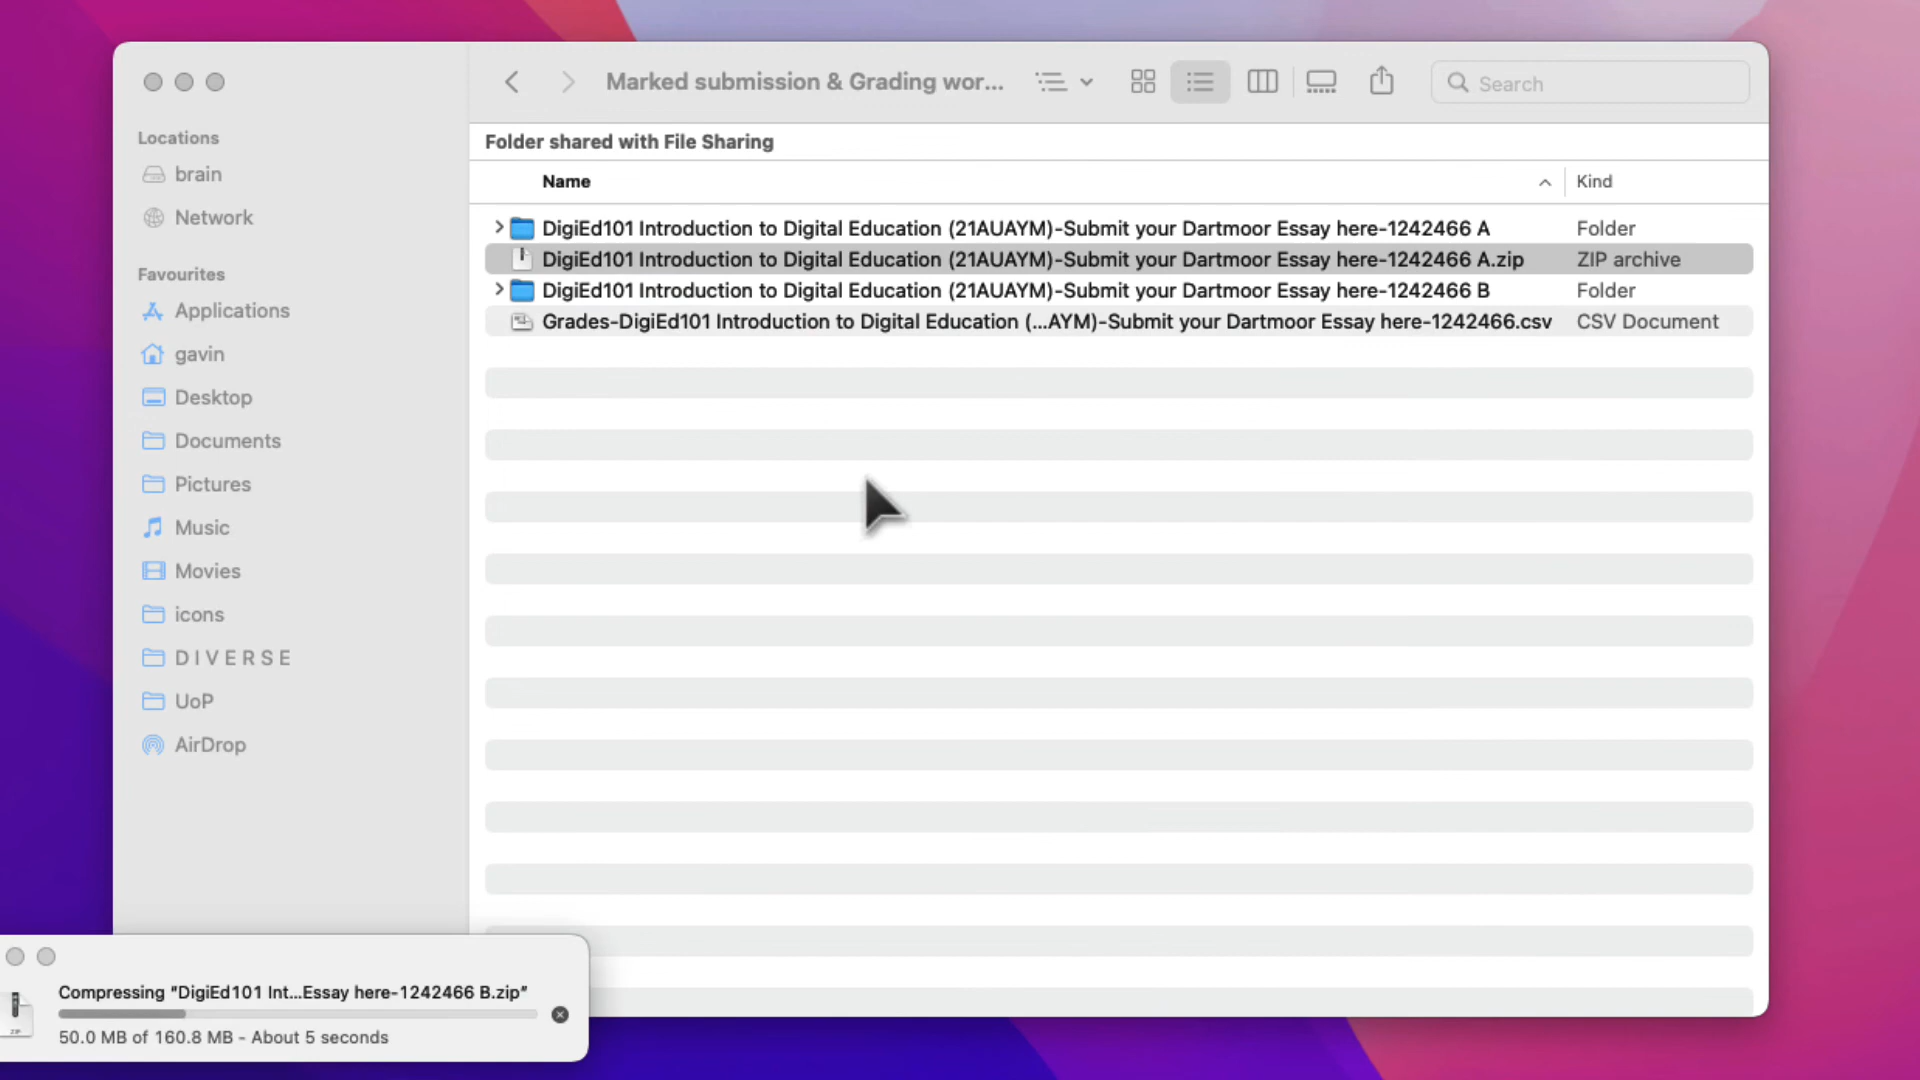 Marked submission & Grading wor...
Search
Locations
brain
Network
Favourites
Applications
gavin
Desktop
Documents
Pictures
Music
Movies
icons
D I V E R S E
UoP
AirDrop
Folder shared with File Sharing
Name Kind
DigiEd101 Introduction to Digital Education (21AUAYM)-Submit your Dartmoor Essay here-1242466 A Folder
DigiEd101 Introduction to Digital Education (21AUAYM)-Submit your Dartmoor Essay here-1242466 A.zip ZIP archive
DigiEd101 Introduction to Digital Education (21AUAYM)-Submit your Dartmoor Essay here-1242466 B Folder
Grades-DigiEd101 Introduction to Digital Education (...AYM)-Submit your Dartmoor Essay here-1242466.csv CSV Document
Compressing “DigiEd101 Int...Essay here-1242466 B.zip”
50.0 MB of 160.8 MB - About 5 seconds
ZIP